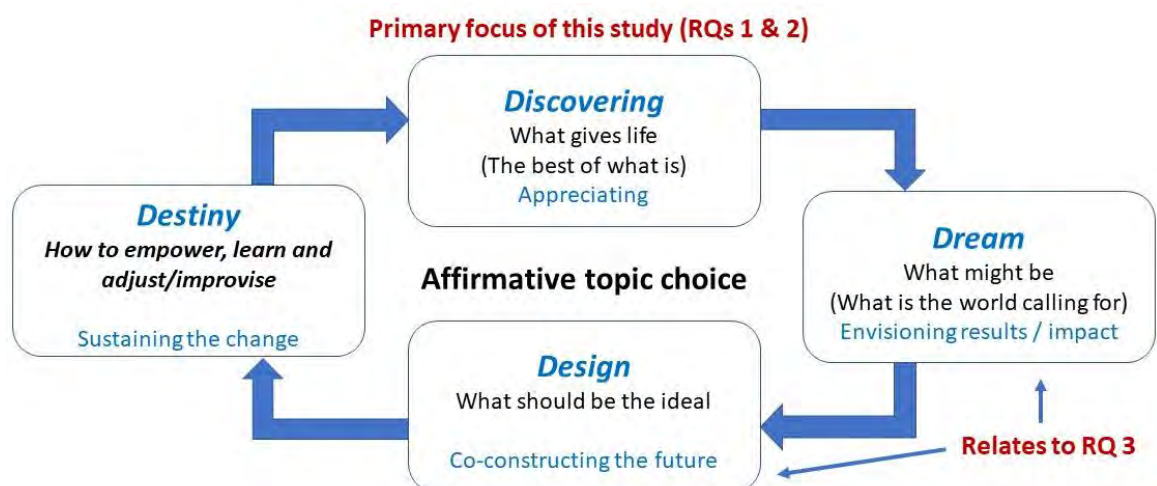 Primary focus of this study (RQs 1 & 2)
Discovering
What gives life
(The best of what is)
Appreciating
Dream
What might be
(What is the world calling for)
Envisioning results / impact
Destiny
How to empower, learn and
adjust/improvise
Sustaining the change
Affirmative topic choice
Design
What should be the ideal
Co-constructing the future
Relates to RQ 3